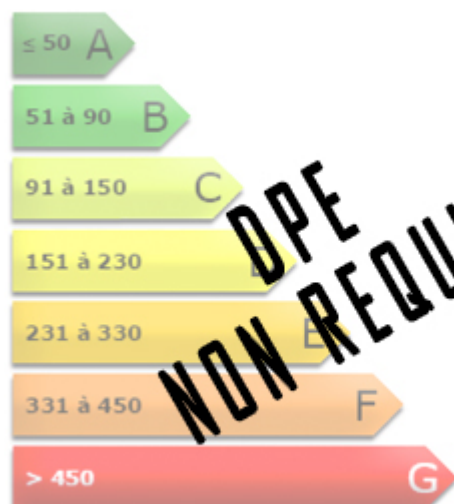 ≤ 50 A
51 à 90 B
91 à 150 C
151 à 230
231 à 330 E
331 à 450 F
> 450 G
DPE
NON